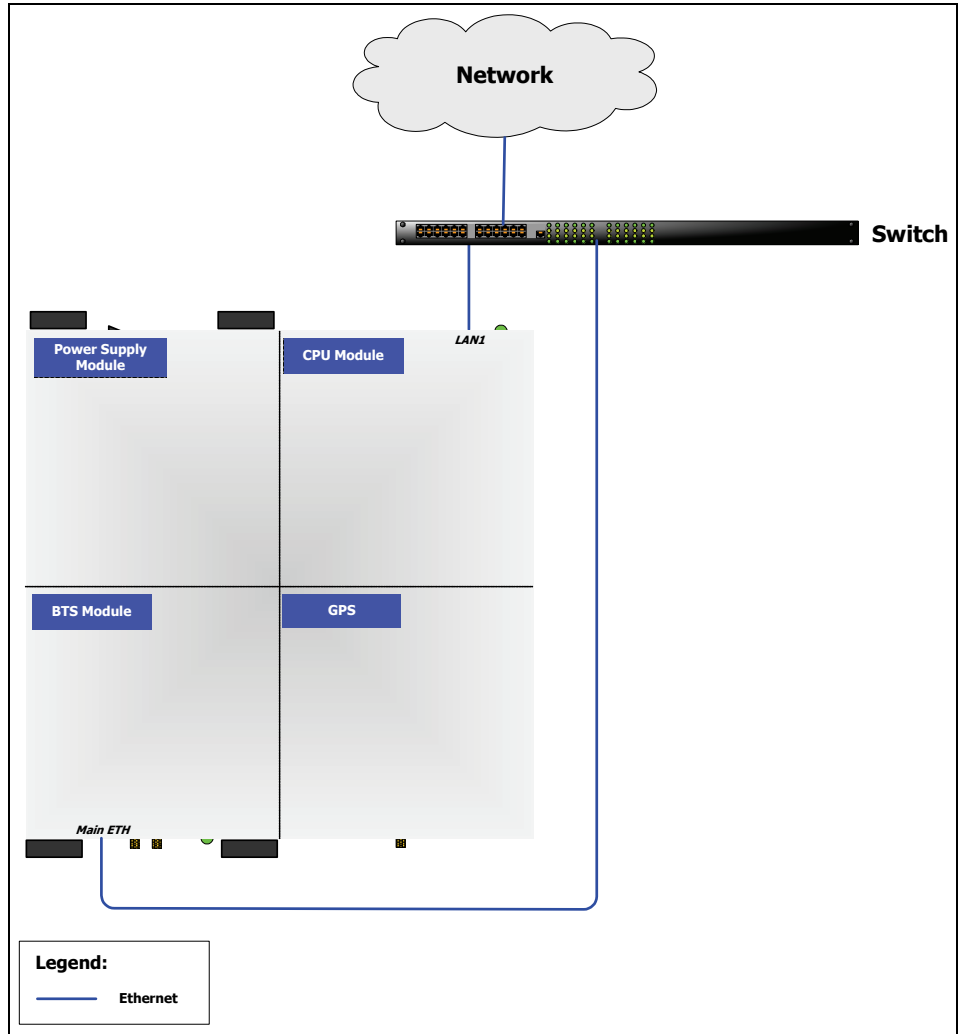 Network
Switch
LAN1
Power Supply
Module
CPU Module
BTS Module
GPS
Main ETH
Legend:
Ethernet